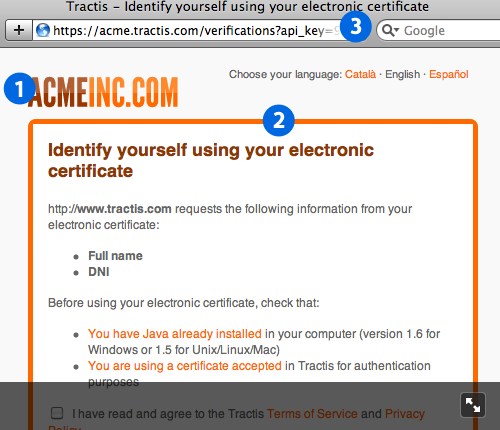 Tractis – Identify yourself using your electronic certificate
+ https://acme.tractis.com/verifications?api_key= 3 Google
Choose your language: Català · English · Español
1 ACMEINC.COM
2
Identify yourself using your electronic
certificate
http://www.tractis.com requests the following information from your
electronic certificate:
• Full name
• DNI
Before using your electronic certificate, check that:
• You have Java already installed in your computer (version 1.6 for
Windows or 1.5 for Unix/Linux/Mac)
• You are using a certificate accepted in Tractis for authentication
purposes
I have read and agree to the Tractis Terms of Service and Privacy
Policy